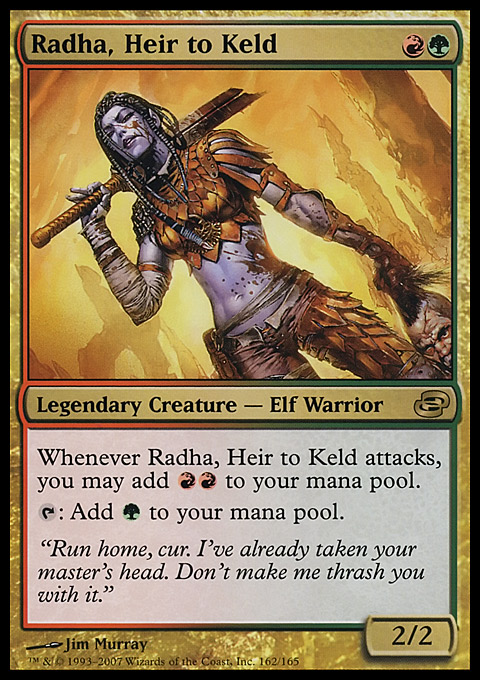 Radha, Heir to Keld
Legendary Creature — Elf Warrior
Whenever Radha, Heir to Keld attacks,
you may add to your mana pool.
: Add to your mana pool.
“Run home, cur. I’ve already taken your
master’s head. Don’t make me thrash you
with it.”
2/2
Jim Murray
™ & © 1993–2007 Wizards of the Coast, Inc. 162/165